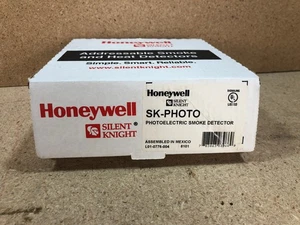 Addressable Smoke
and Heat Detectors
Simple. Smart. Reliable.
www.silentknight.com
Honeywell
SILENT
KNIGHT
Honeywell
SILENT
KNIGHT
SK-PHOTO
PHOTOELECTRIC SMOKE DETECTOR
ASSEMBLED IN MEXICO